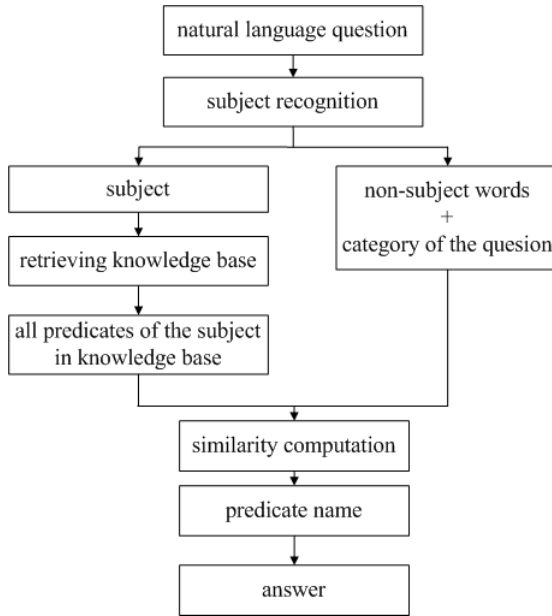 natural language question
subject recognition
subject
retrieving knowledge base
all predicates of the subject
in knowledge base
non-subject words
+
category of the quesion
similarity computation
predicate name
answer